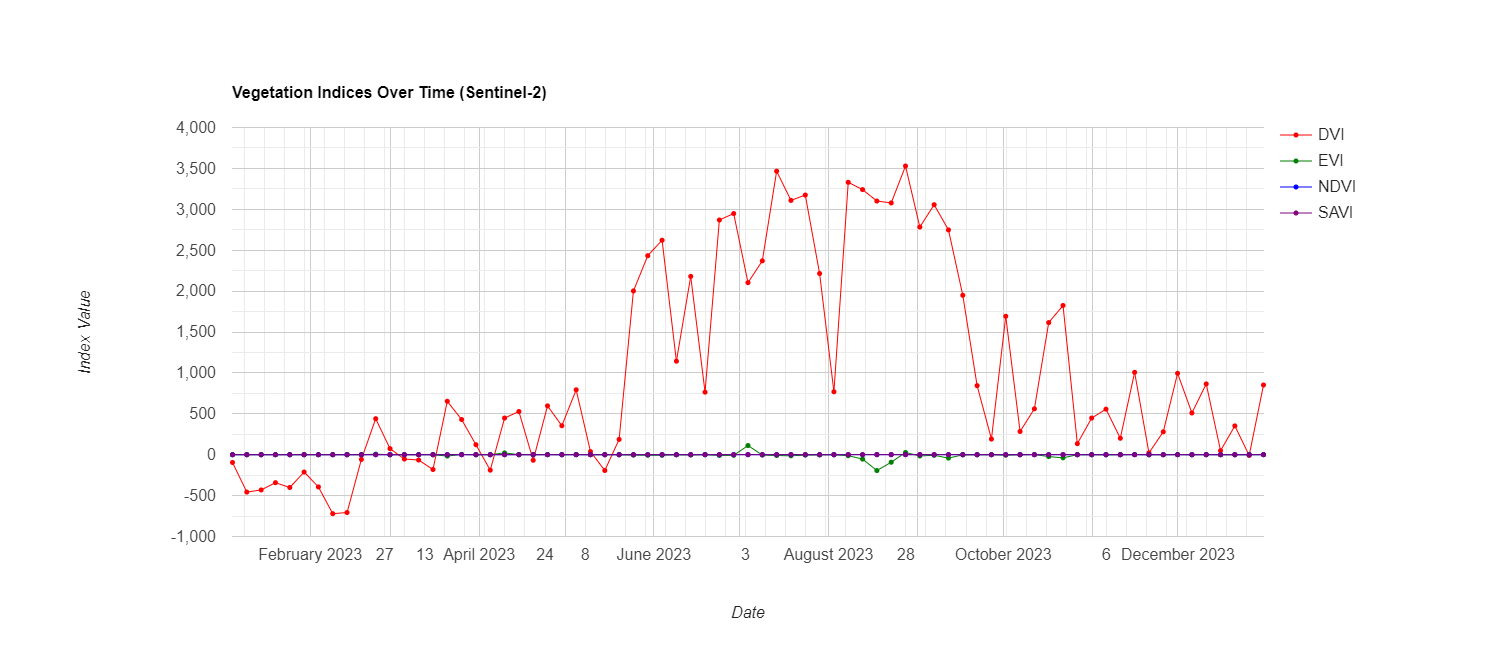 Vegetation Indices Over Time (Sentinel-2)
4,000
3,500
3,000
2,500
2,000
1,500
1,000
500
0
-500
-1,000
Index Value
February 2023 27 13 April 2023 24 8 June 2023 3 August 2023 28 October 2023 6 December 2023
Date
DVI
EVI
NDVI
SAVI